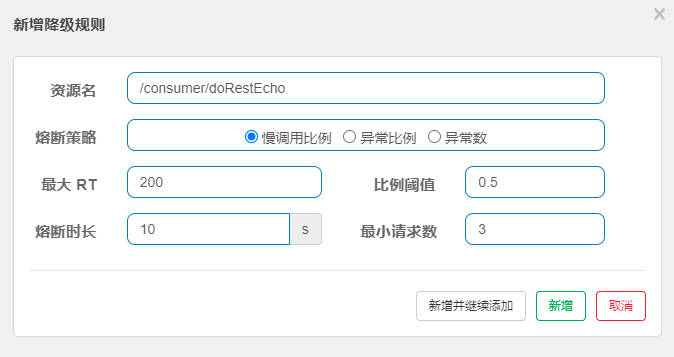 新增降级规则
×
资源名 /consumer/doRestEcho
熔断策略 慢调用比例 异常比例 异常数
最大 RT 200 比例阈值 0.5
熔断时长 10 s 最小请求数 3
新增并继续添加 新增 取消